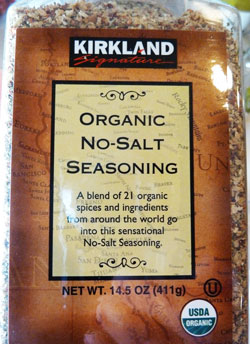 KIRKLAND
Signature
ORGANIC
NO-SALT
SEASONING
A blend of 21 organic
spices and ingredients
from around the world go
into this sensational
No-Salt Seasoning.
NET WT. 14.5 OZ (411g)
U
USDA
ORGANIC